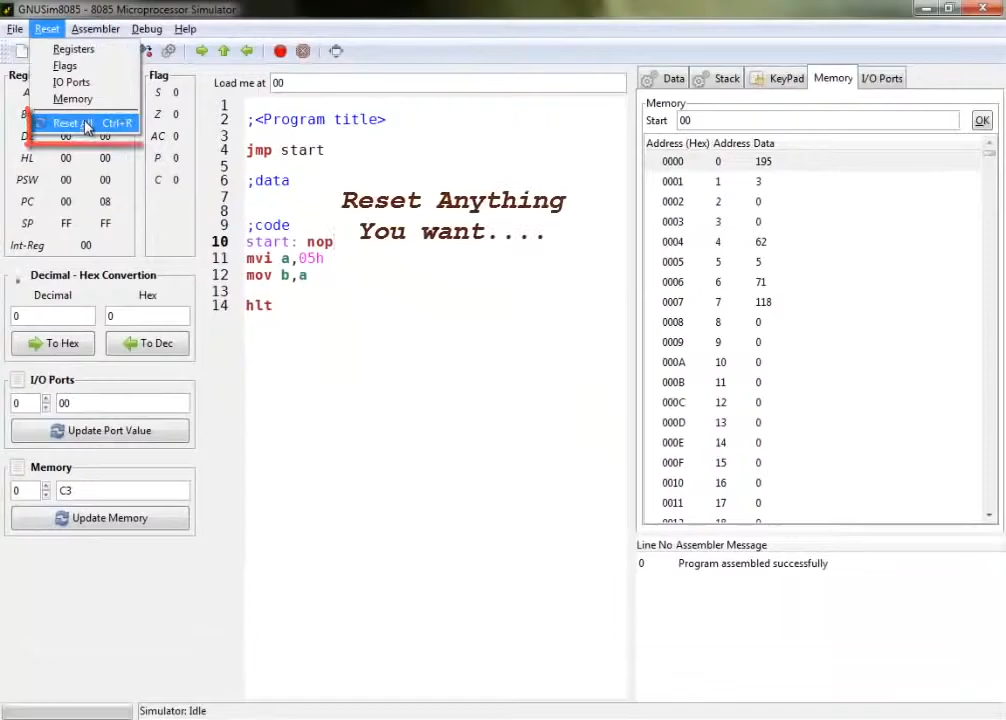 GNUSim8085 - 8085 Microprocessor Simulator
File Reset Assembler Debug Help
Registers
Flags
IO Ports
Memory
Reset All Ctrl+R
Flag
S 0
Z 0
AC 0
P 0
C 0
00 00
HL 00 00
PSW 00 00
PC 00 08
SP FF FF
Int-Reg 00
Decimal - Hex Convertion
Decimal Hex
0 0
To Hex To Dec
I/O Ports
0 00
Update Port Value
Memory
0 C3
Update Memory
Load me at 00
1
2 ;<Program title>
3
4 jmp start
5
6 ;data
7
8
9 ;code
10 start: nop
11 mvi a,05h
12 mov b,a
13
14 hlt
Reset Anything
You want....
Data Stack KeyPad Memory I/O Ports
Memory
Start 00 OK
Address (Hex) Address Data
0000 0 195
0001 1 3
0002 2 0
0003 3 0
0004 4 62
0005 5 5
0006 6 71
0007 7 118
0008 8 0
0009 9 0
000A 10 0
000B 11 0
000C 12 0
000D 13 0
000E 14 0
000F 15 0
0010 16 0
0011 17 0
0012 18 0
Line No Assembler Message
0 Program assembled successfully
Simulator: Idle